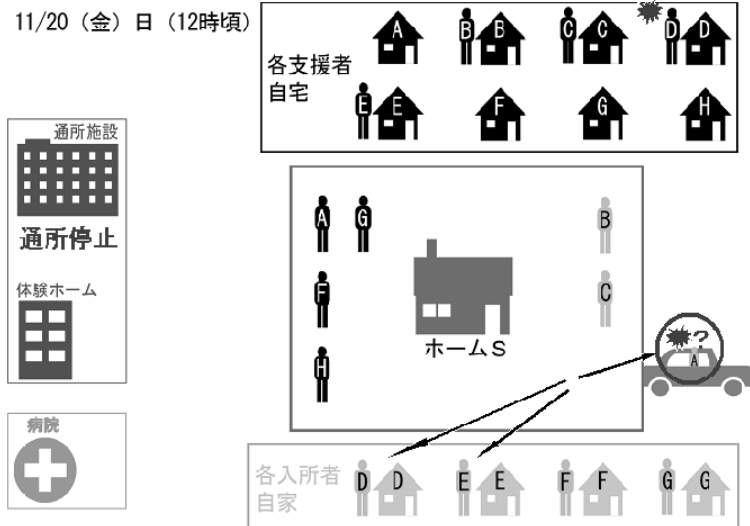 11/20（金）日（12時頃）
各支援者
自宅
A
B B
C C
D D
E E
F
G
H
通所施設
通所停止
体験ホーム
病院
A G
F
H
B
C
ホームS
?
A
各入所者
自家
D D
E E
F F
G G